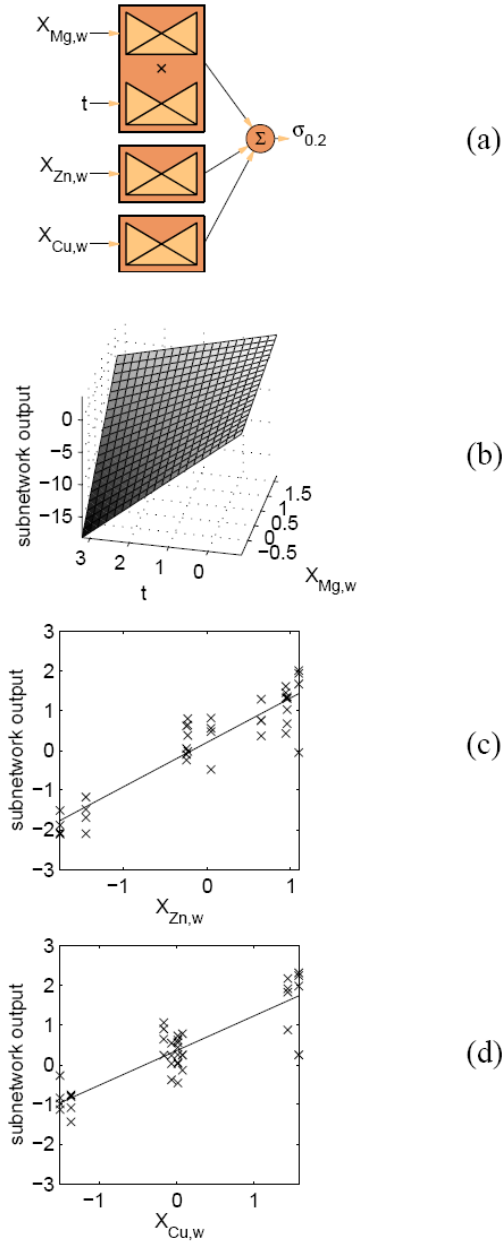 X_Mg,w
×
t
X_Zn,w
X_Cu,w
Σ
σ_0.2
(a)
subnetwork output
0
−5
−10
−15
3 2 1 0
t
1.5
1
0.5
0
−0.5
X_Mg,w
(b)
subnetwork output
3
2
1
0
−1
−2
−3
−1 0 1
X_Zn,w
(c)
subnetwork output
3
2
1
0
−1
−2
−3
−1 0 1
X_Cu,w
(d)